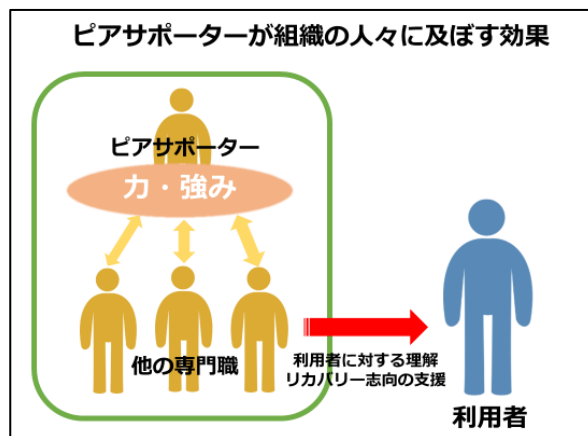 ピアサポーターが組織の人々に及ぼす効果
ピアサポーター
力・強み
他の専門職
利用者に対する理解
リカバリー志向の支援
利用者